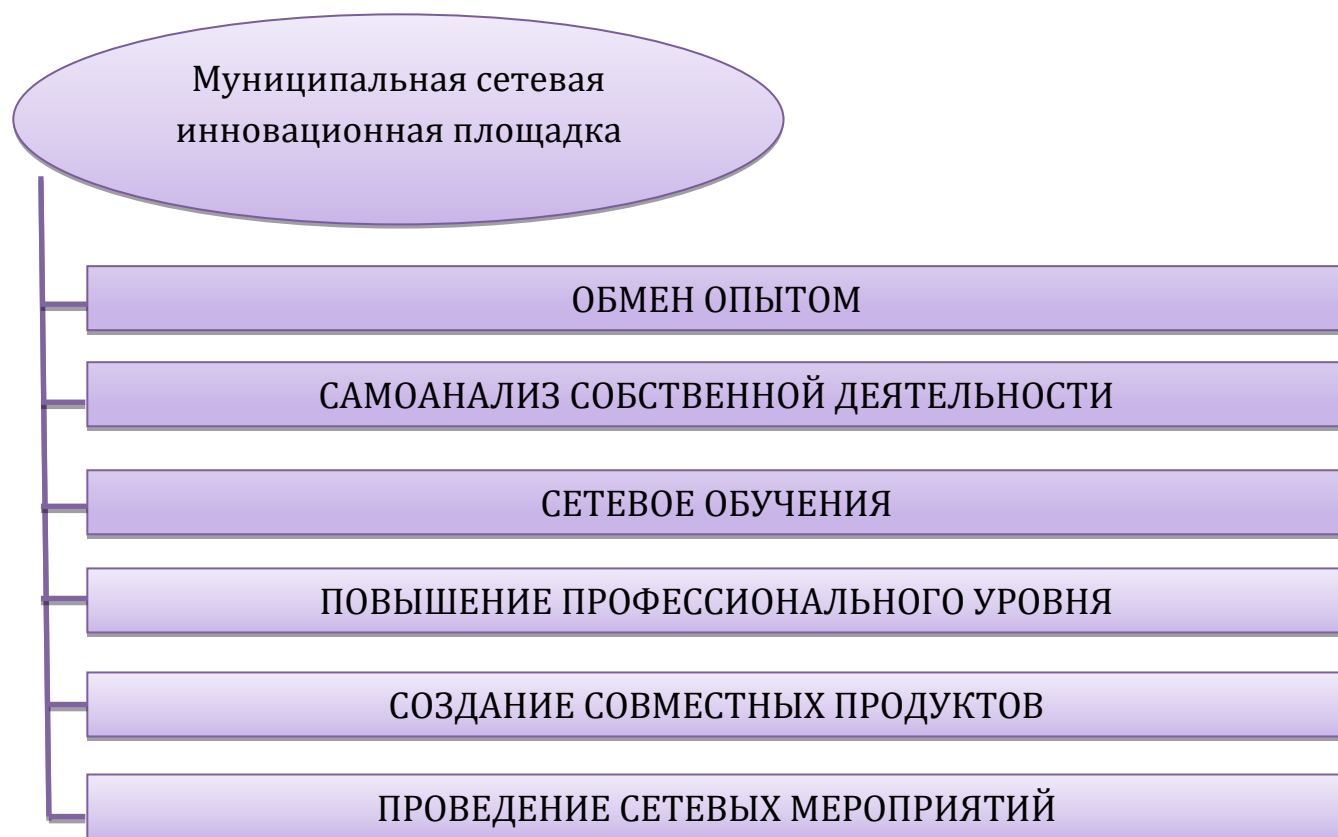 Муниципальная сетевая
инновационная площадка
ОБМЕН ОПЫТОМ
САМОАНАЛИЗ СОБСТВЕННОЙ ДЕЯТЕЛЬНОСТИ
СЕТЕВОЕ ОБУЧЕНИЯ
ПОВЫШЕНИЕ ПРОФЕССИОНАЛЬНОГО УРОВНЯ
СОЗДАНИЕ СОВМЕСТНЫХ ПРОДУКТОВ
ПРОВЕДЕНИЕ СЕТЕВЫХ МЕРОПРИЯТИЙ